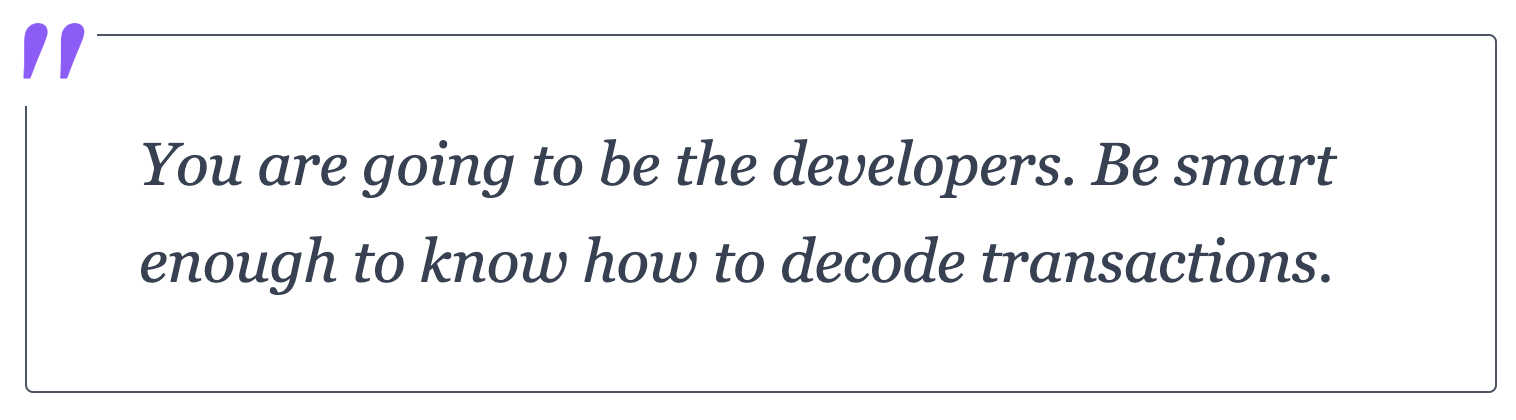 "
You are going to be the developers. Be smart
enough to know how to decode transactions.